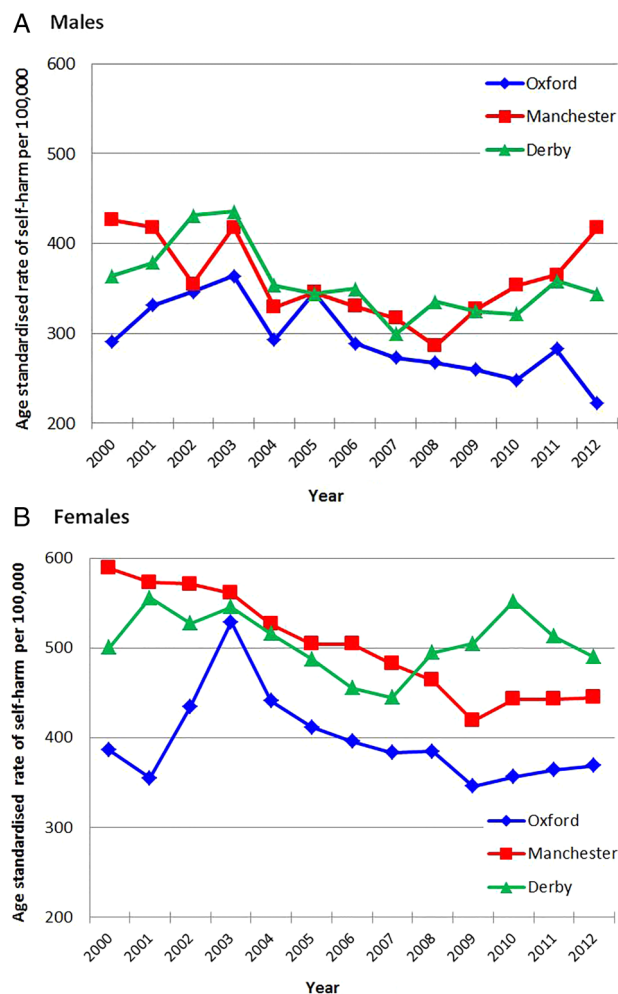 A Males
Age standardised rate of self-harm per 100,000
600
500
400
300
200
Oxford
Manchester
Derby
2000 2001 2002 2003 2004 2005 2006 2007 2008 2009 2010 2011 2012
Year
B Females
Age standardised rate of self-harm per 100,000
600
500
400
300
200
Oxford
Manchester
Derby
2000 2001 2002 2003 2004 2005 2006 2007 2008 2009 2010 2011 2012
Year